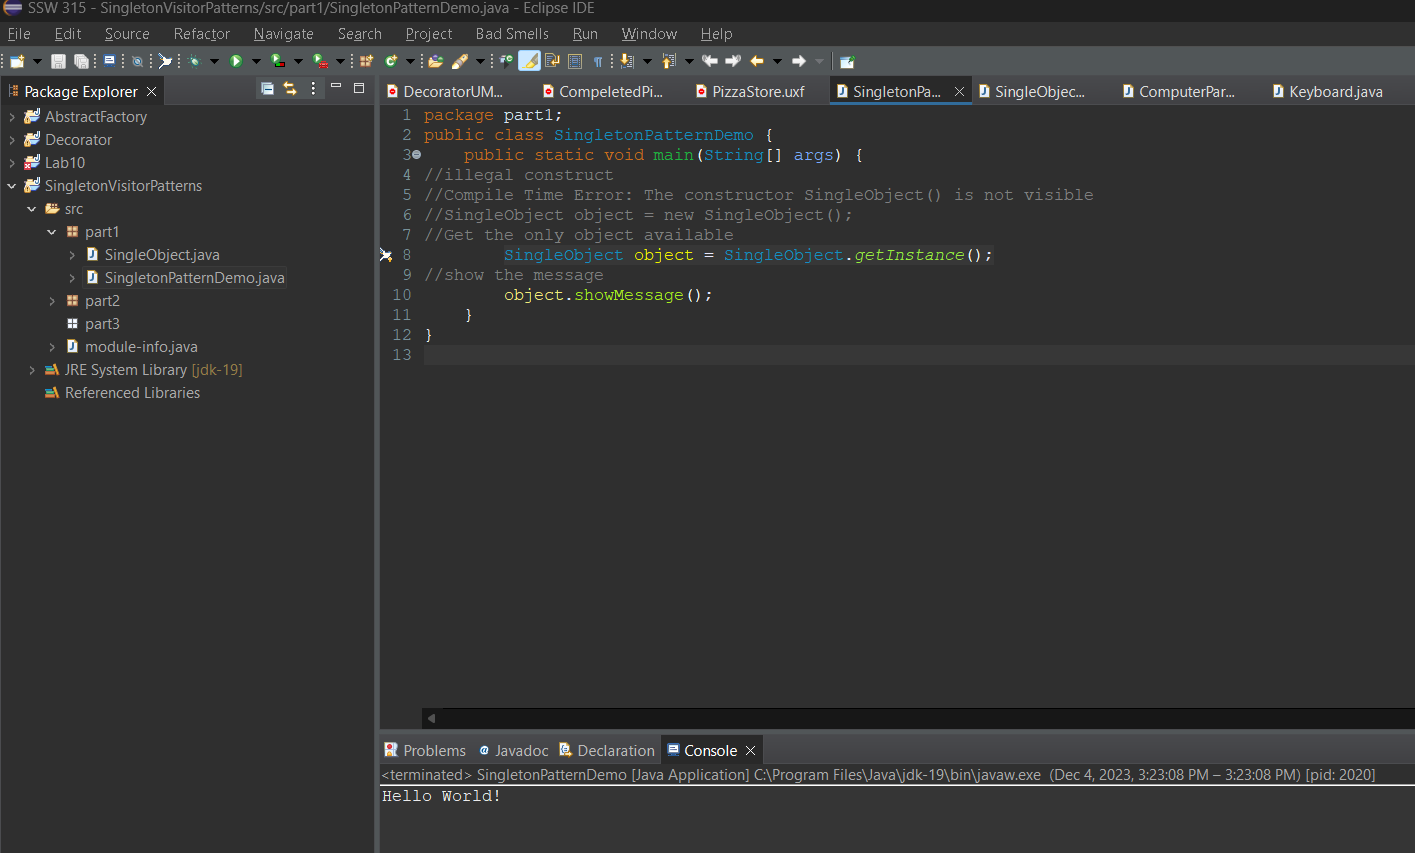 SSW 315 - SingletonVisitorPatterns/src/part1/SingletonPatternDemo.java - Eclipse IDE
File Edit Source Refactor Navigate Search Project Bad Smells Run Window Help
Package Explorer
AbstractFactory
Decorator
Lab10
SingletonVisitorPatterns
src
part1
SingleObject.java
SingletonPatternDemo.java
part2
part3
module-info.java
JRE System Library [jdk-19]
Referenced Libraries
DecoratorUM... CompeletedPi... PizzaStore.uxf SingletonPa... SingleObjec... ComputerPar... Keyboard.java
1 package part1;
2 public class SingletonPatternDemo {
3 public static void main(String[] args) {
4 //illegal construct
5 //Compile Time Error: The constructor SingleObject() is not visible
6 //SingleObject object = new SingleObject();
7 //Get the only object available
8 SingleObject object = SingleObject.getInstance();
9 //show the message
10 object.showMessage();
11 }
12 }
13
Problems @ Javadoc Declaration Console
<terminated> SingletonPatternDemo [Java Application] C:\Program Files\Java\jdk-19\bin\javaw.exe (Dec 4, 2023, 3:23:08 PM – 3:23:08 PM) [pid: 2020]
Hello World!